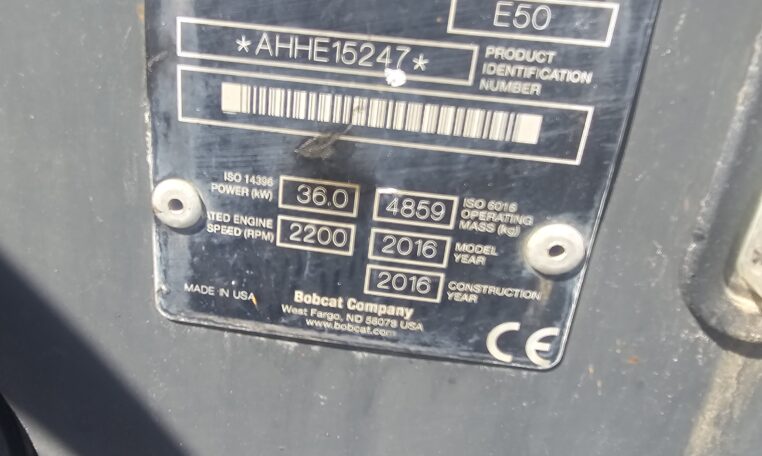 E50
*AHHE15247*
PRODUCT
IDENTIFICATION
NUMBER
ISO 14396
POWER (kW)
36.0
4859
ISO 6016
OPERATING
MASS (kg)
TED ENGINE
SPEED (RPM)
2200
2016
MODEL
YEAR
2016
CONSTRUCTION
YEAR
MADE IN USA
Bobcat Company
West Fargo, ND 58078 USA
www.bobcat.com
CE